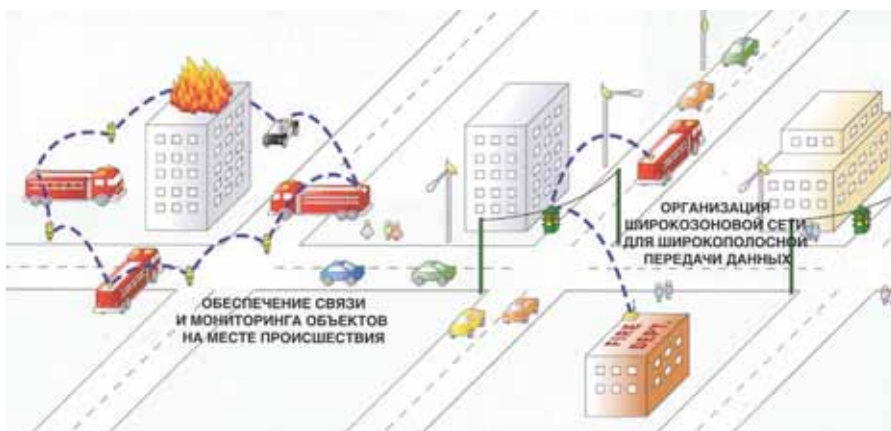 ОРГАНИЗАЦИЯ
ШИРОКОЗОНОВОЙ СЕТИ
ДЛЯ ШИРОКОПОЛОСНОЙ
ПЕРЕДАЧИ ДАННЫХ
ОБЕСПЕЧЕНИЕ СВЯЗИ
И МОНИТОРИНГА ОБЪЕКТОВ
НА МЕСТЕ ПРОИСШЕСТВИЯ
FIRE
DEPT.